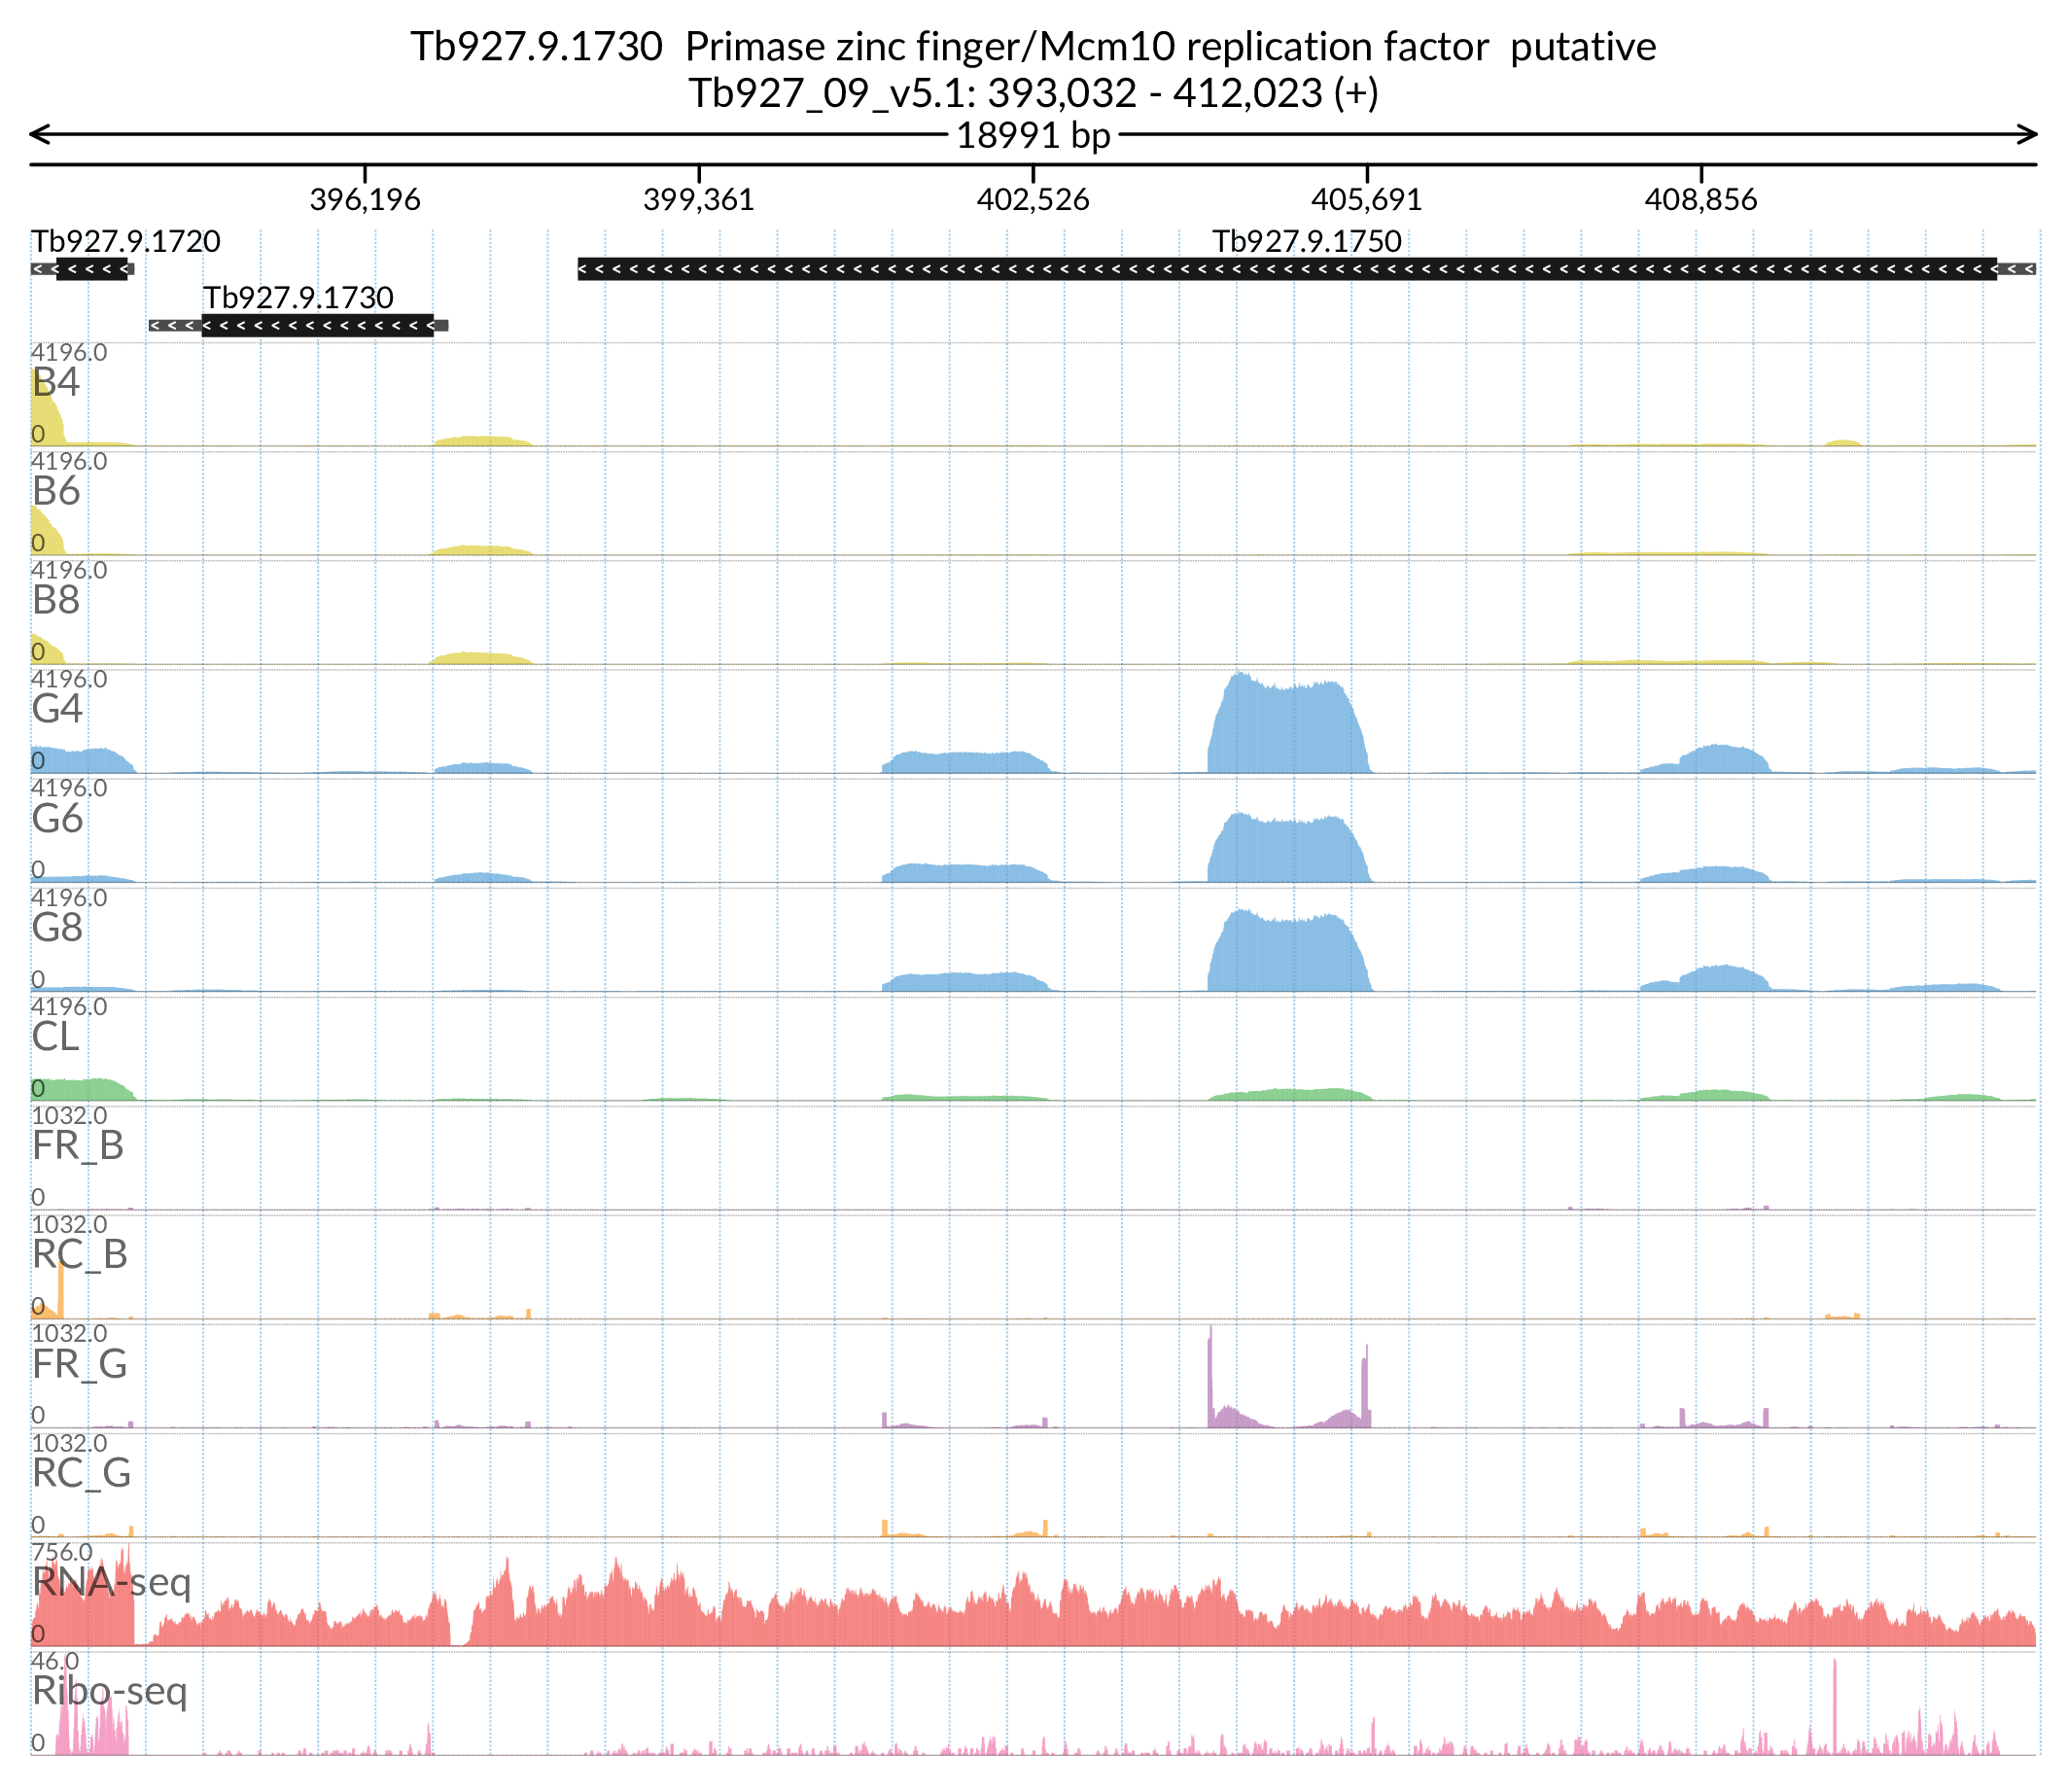 Tb927.9.1730  Primase zinc finger/Mcm10 replication factor  putative
Tb927_09_v5.1: 393,032 - 412,023 (+)
18991 bp
396,196 399,361 402,526 405,691 408,856
Tb927.9.1720 Tb927.9.1750
Tb927.9.1730
4196.0
B4
0
4196.0
B6
0
4196.0
B8
0
4196.0
G4
0
4196.0
G6
0
4196.0
G8
0
4196.0
CL
0
1032.0
FR_B
0
1032.0
RC_B
0
1032.0
FR_G
0
1032.0
RC_G
0
756.0
RNA-seq
0
46.0
Ribo-seq
0